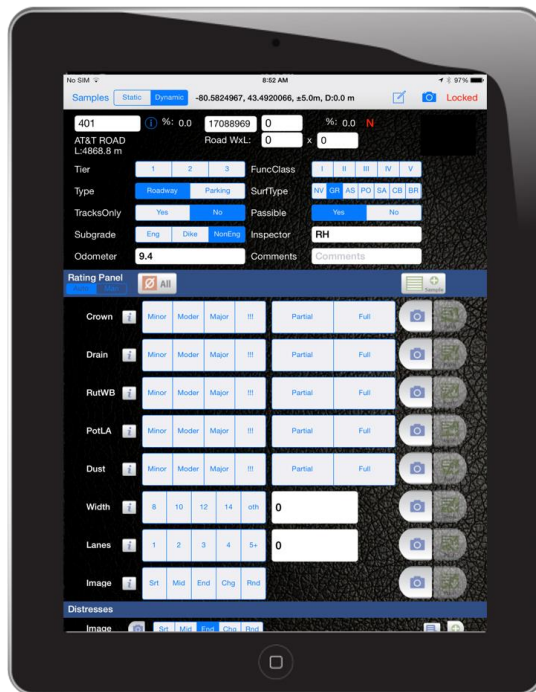 No SIM 8:52 AM 97%
Samples Static Dynamic -80.5824967, 43.4920066, ±5.0m, D:0.0 m Locked
401 i %: 0.0 17088969 0 %: 0.0 N
AT&T ROAD Road WxL: 0 x 0
L:4868.8 m
Tier 1 2 3 FuncClass I II III IV V
Type Roadway Parking SurfType NV GR AS PO SA CB BR
TracksOnly Yes No Passible Yes No
Subgrade Eng Dike NonEng Inspector RH
Odometer 9.4 Comments Comments
Rating Panel
Auto Man All Sample
Crown i Minor Moder Major !!! Partial Full
Drain i Minor Moder Major !!! Partial Full
RutWB i Minor Moder Major !!! Partial Full
PotLA i Minor Moder Major !!! Partial Full
Dust i Minor Moder Major !!! Partial Full
Width i 8 10 12 14 oth 0
Lanes i 1 2 3 4 5+ 0
Image i Srt Mid End Chg Rnd
Distresses
Image Srt Mid End Chg Rnd